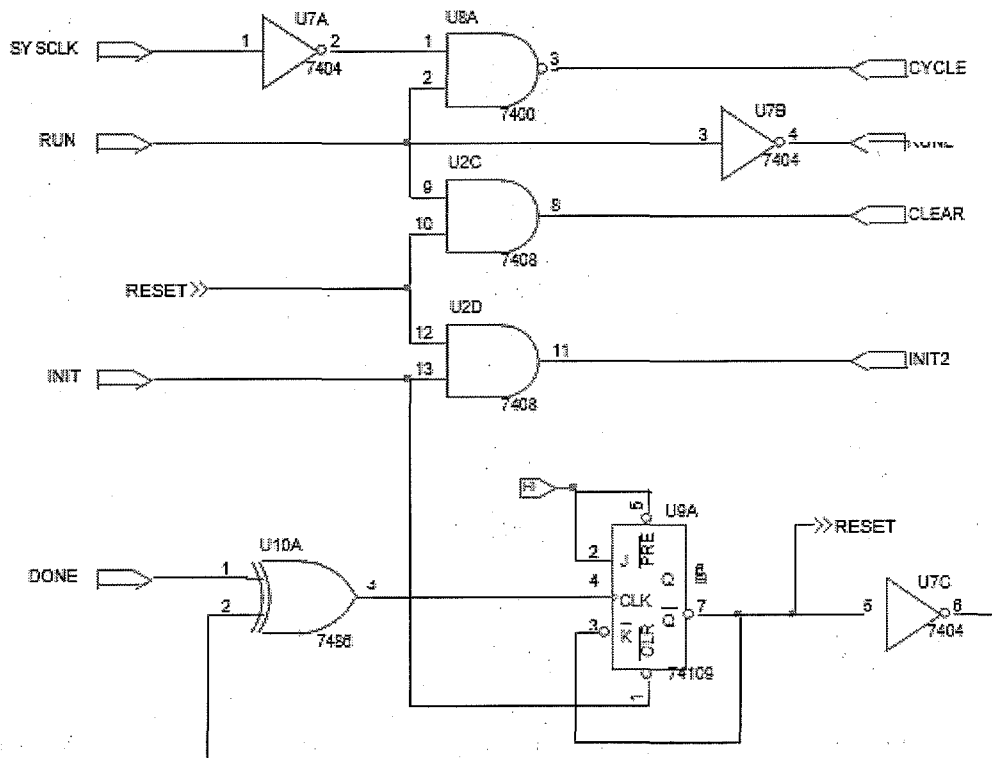 U7A
U8A
SYSCLK
1
2
1
3
CYCLE
7404
2
7400
U7B
RUN
3
4
7404
U2C
9
8
CLEAR
10
7408
RESET
U2D
12
11
INIT2
INIT
13
7408
HI
5
U9A
RESET
U10A
2
J
PRE
Q
DONE
1
4
CLK
U7C
2
7486
3
K
CLR
Q
7
5
6
7404
74109
1